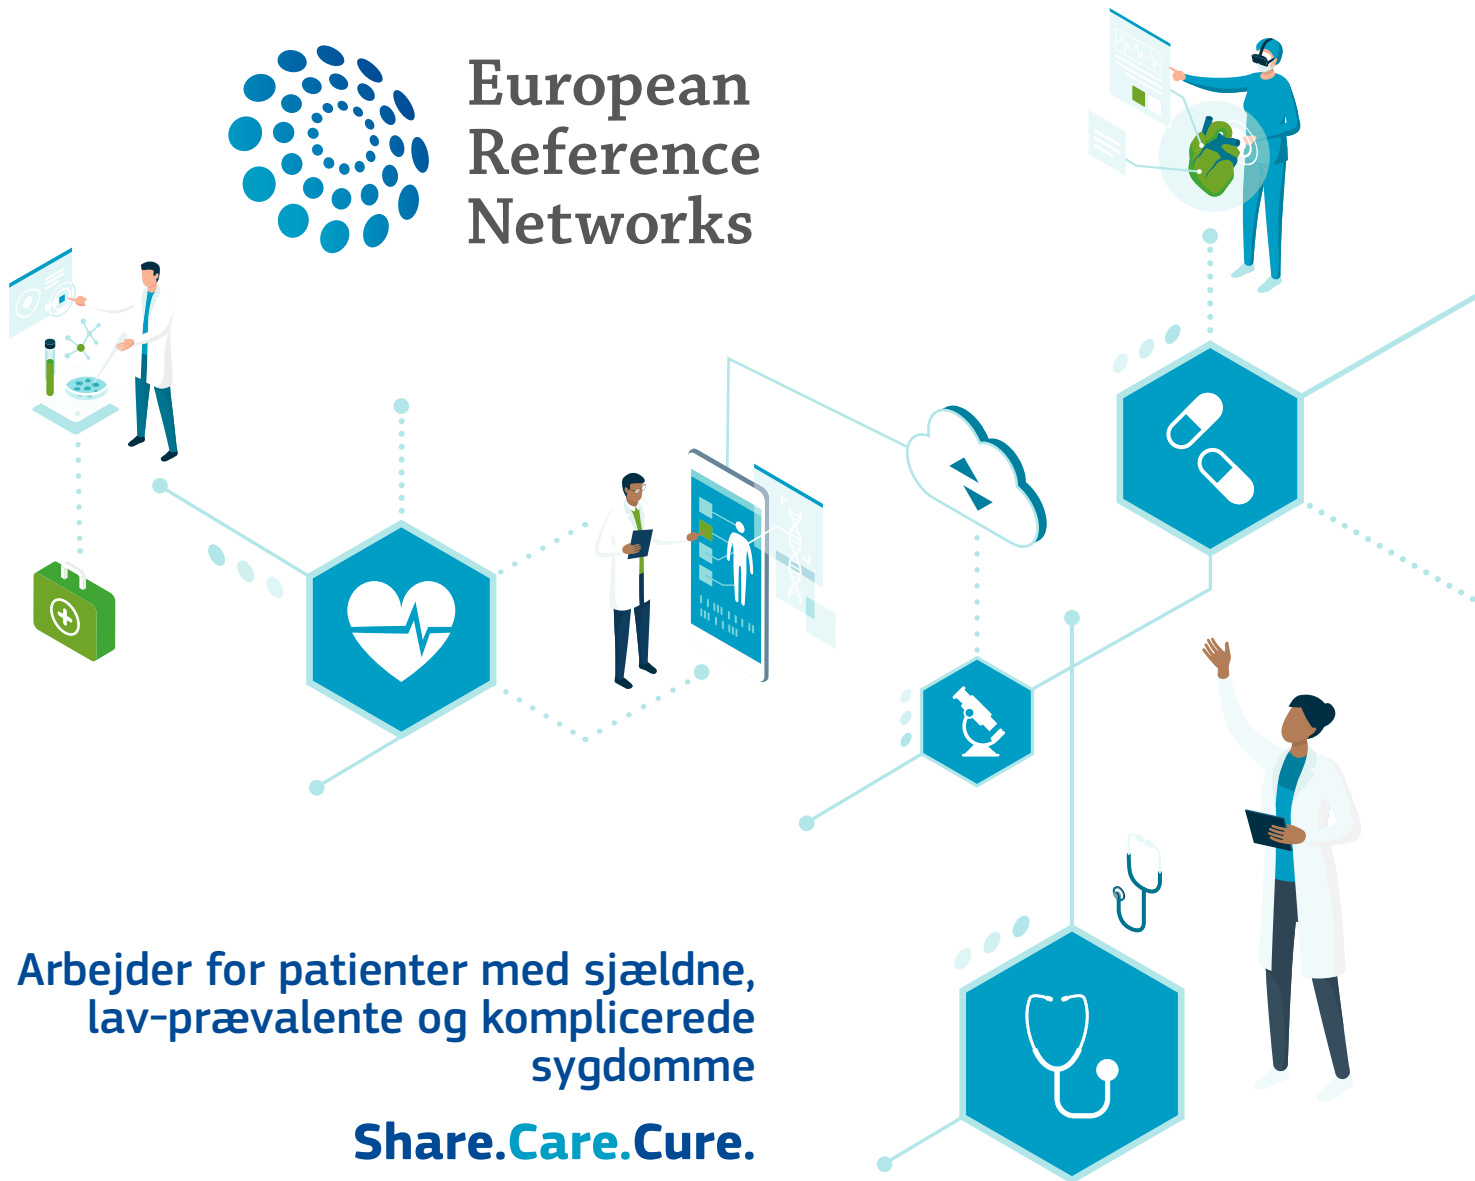 European
Reference
Networks
Arbejder for patienter med sjældne,
lav-prævalente og komplicerede
sygdomme
Share.Care.Cure.